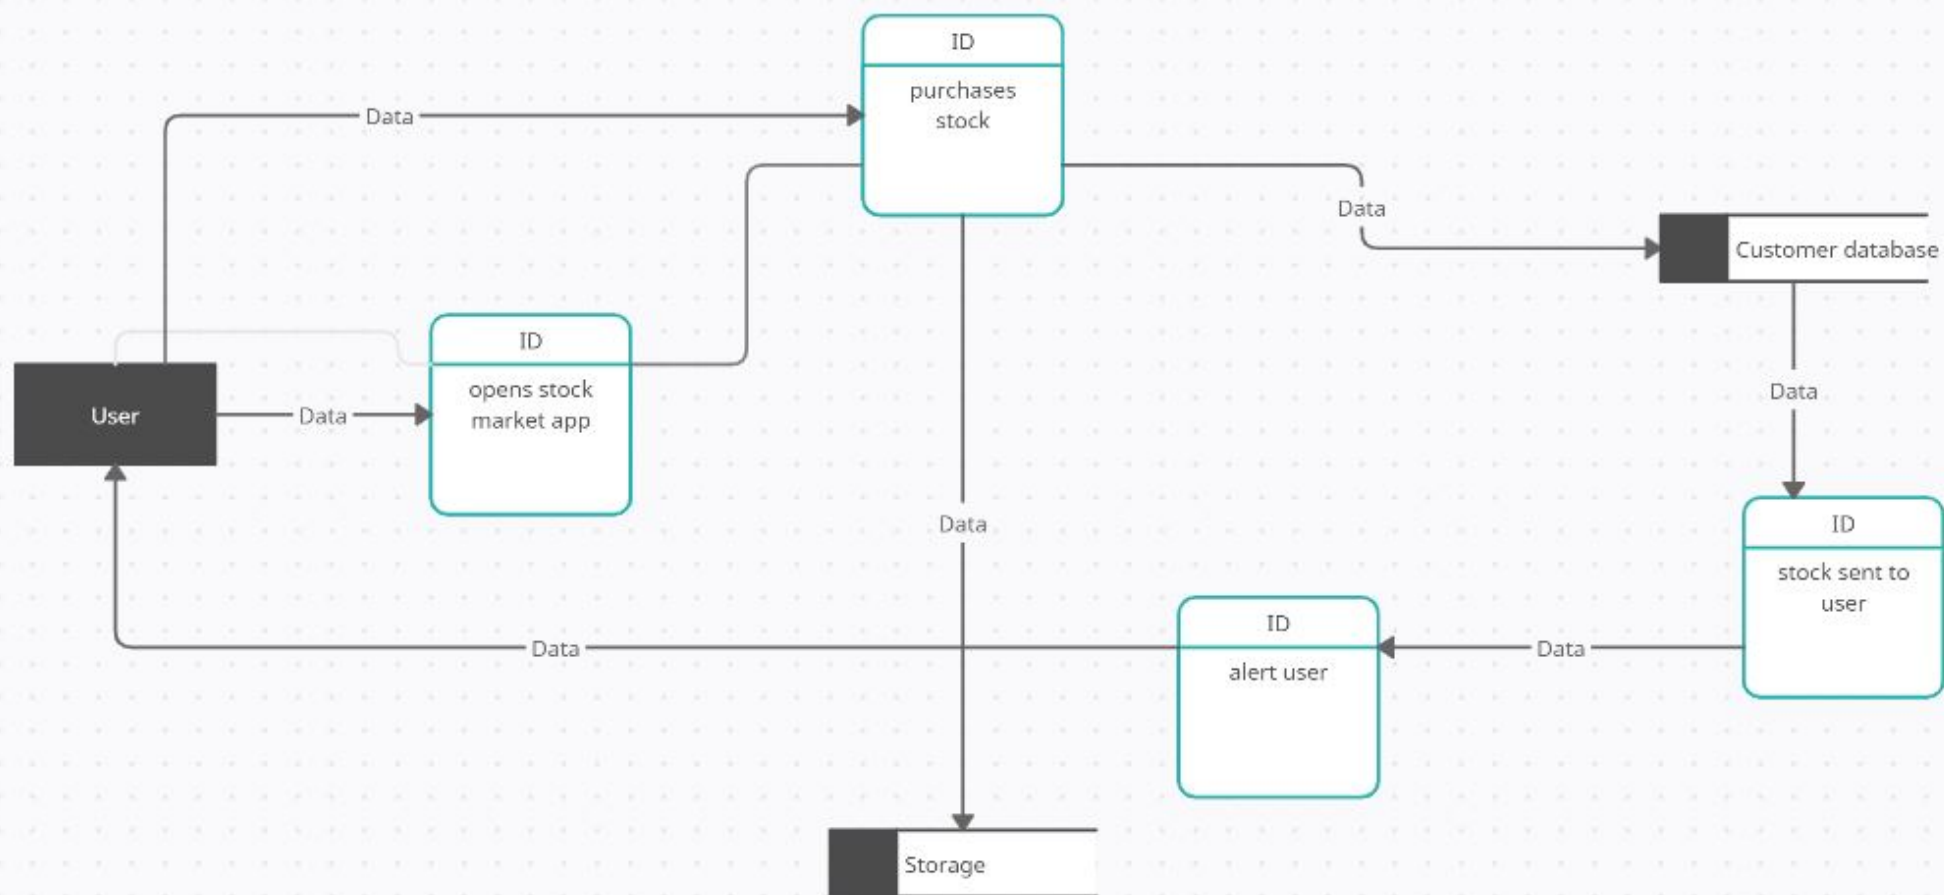 ID
purchases
stock
Data
Data
Customer database
ID
opens stock
market app
User
Data
Data
Data
ID
stock sent to
user
ID
alert user
Data
Data
Storage